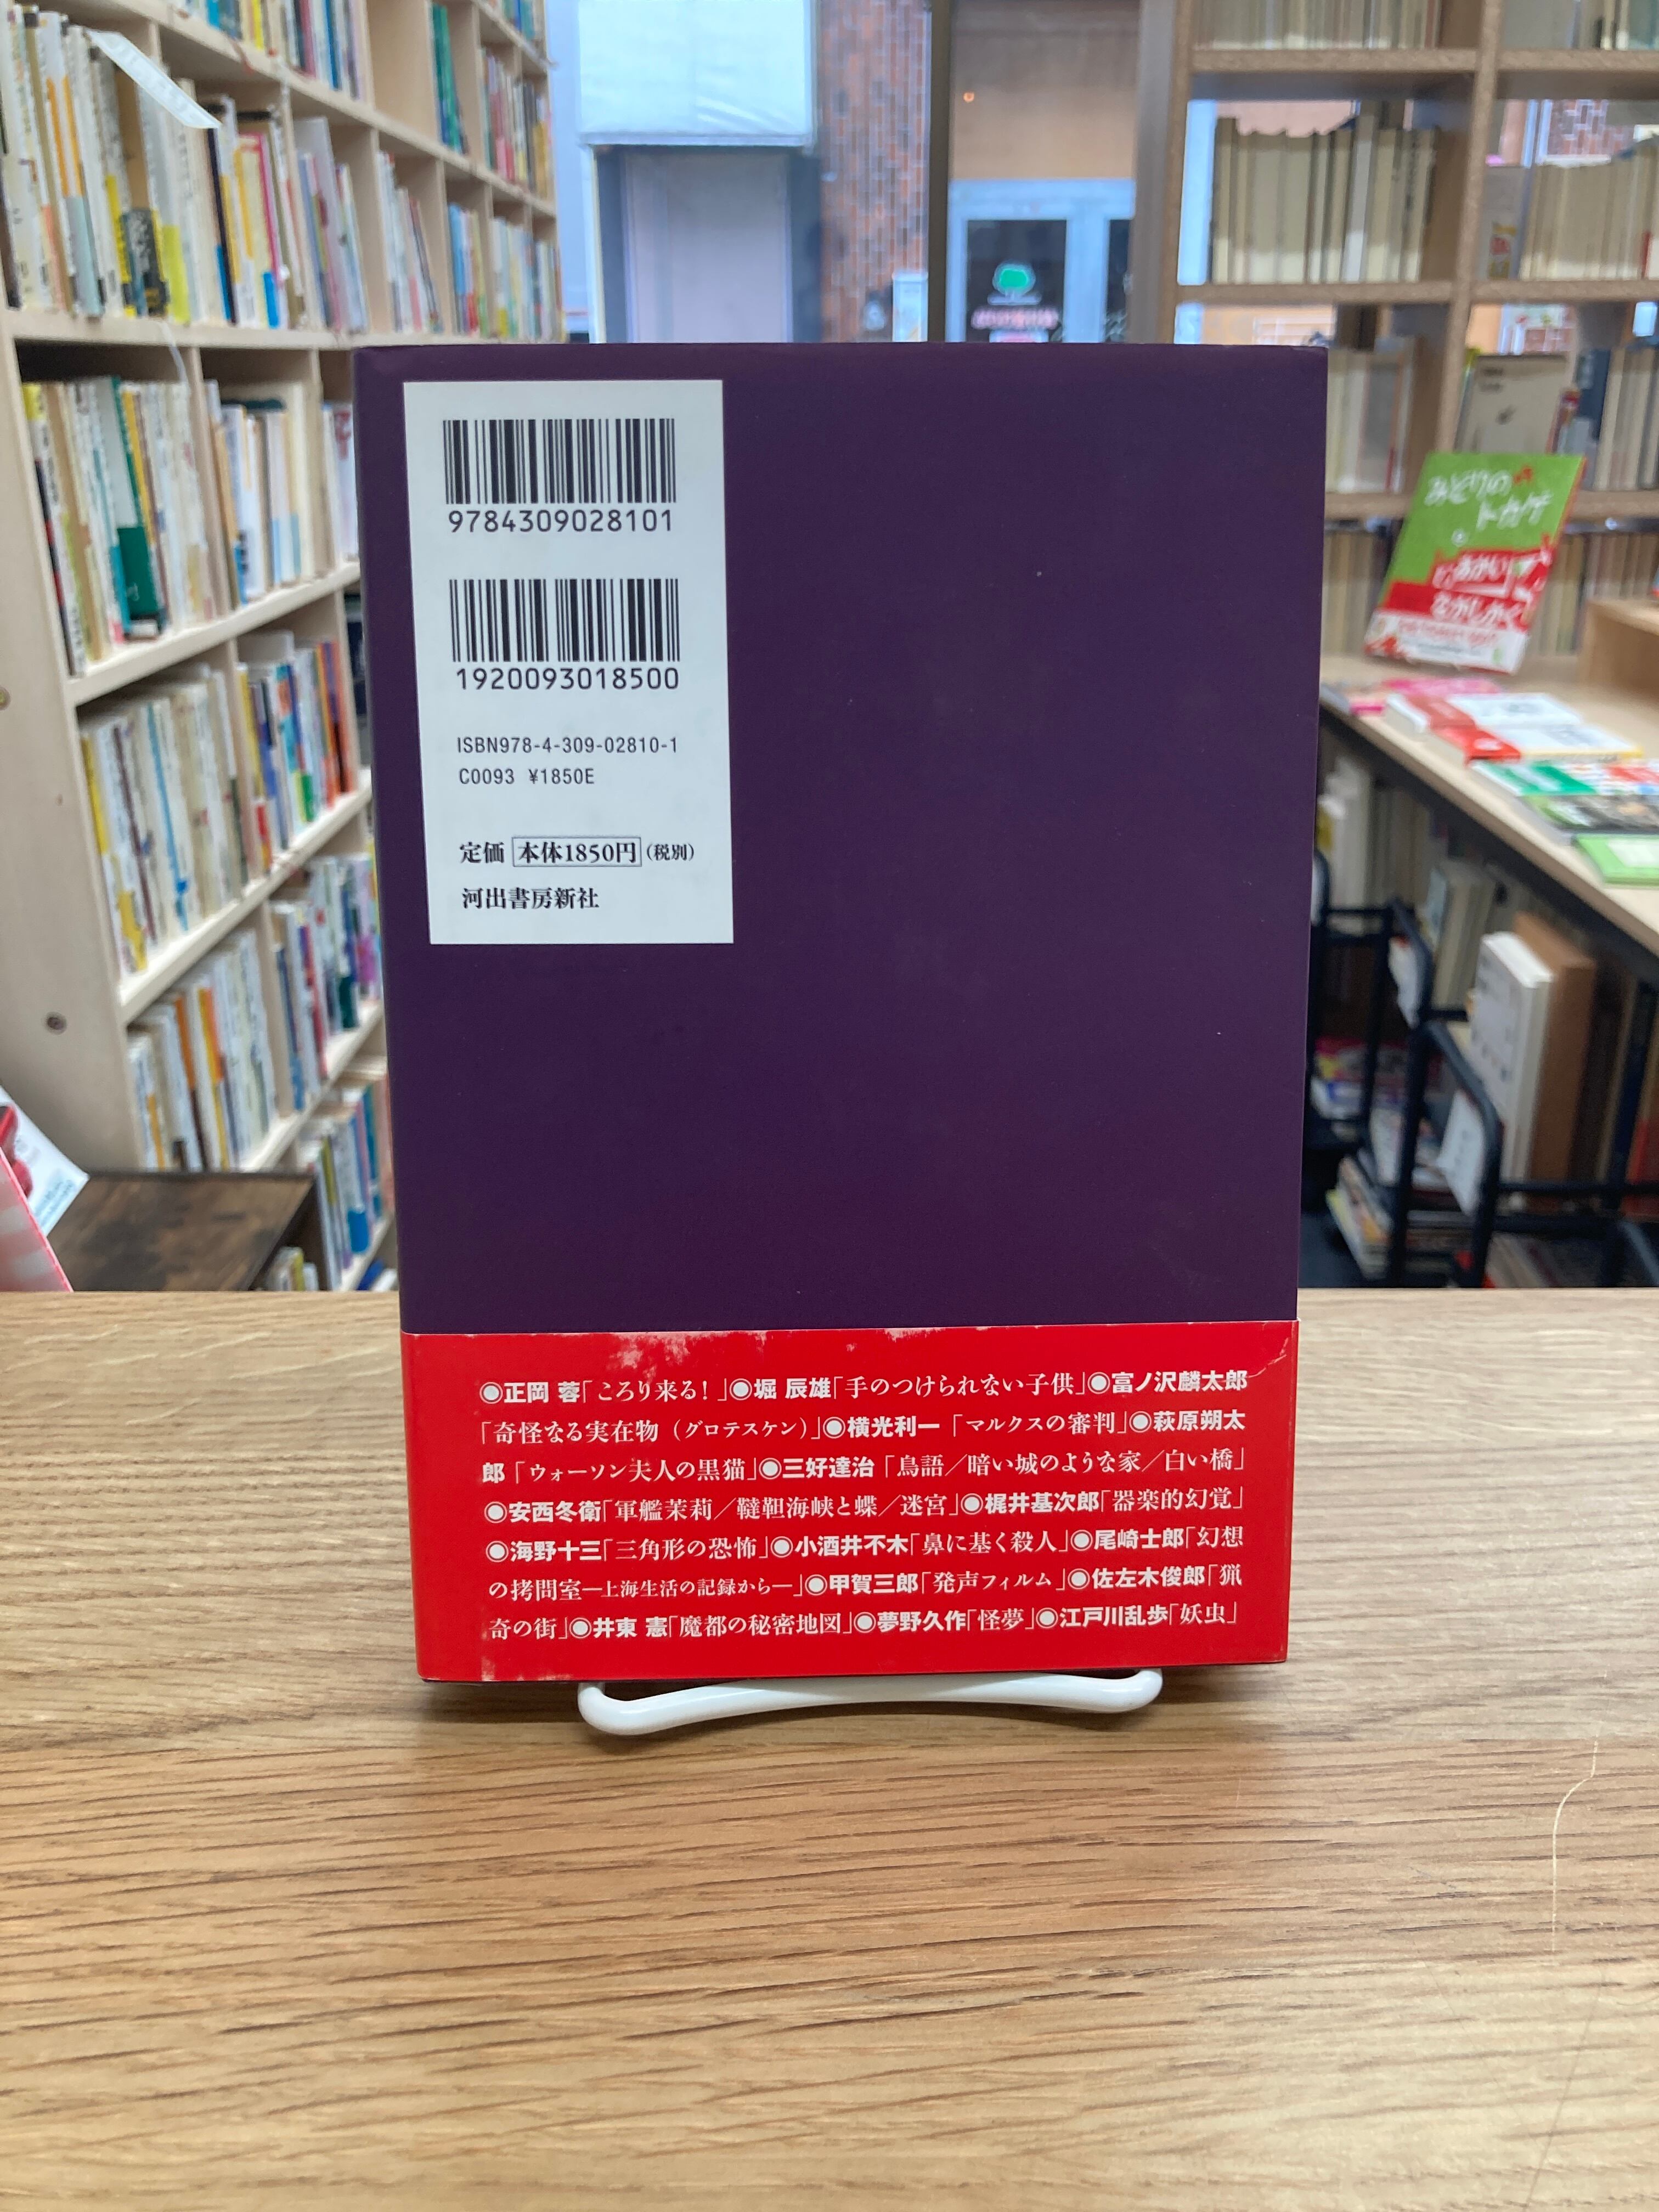 9784309028101
1920093018500
ISBN978-4-309-02810-1
C0093 ¥1850E
定価 本体1850円(税別)
河出書房新社
◉正岡 蓉「ころり来る！」◉堀 辰雄「手のつけられない子供」◉富ノ沢麟太郎
「奇怪なる実在物（グロテスケン）」◉横光利一「マルクスの審判」◉萩原朔太
郎「ウォーソン夫人の黒猫」◉三好達治「鳥語／暗い城のような家／白い橋」
◉安西冬衛「軍艦茉莉／韃靼海峡と蝶／迷宮」◉梶井基次郎「器楽的幻覚」
◉海野十三「三角形の恐怖」◉小酒井不木「鼻に基く殺人」◉尾崎士郎「幻想
の拷問室―上海生活の記録から―」◉甲賀三郎「発声フィルム」◉佐左木俊郎「猟
奇の街」◉井東 憲「魔都の秘密地図」◉夢野久作「怪夢」◉江戸川乱歩「妖虫」
みどりの
トカゲ
とあかい
ながしかく